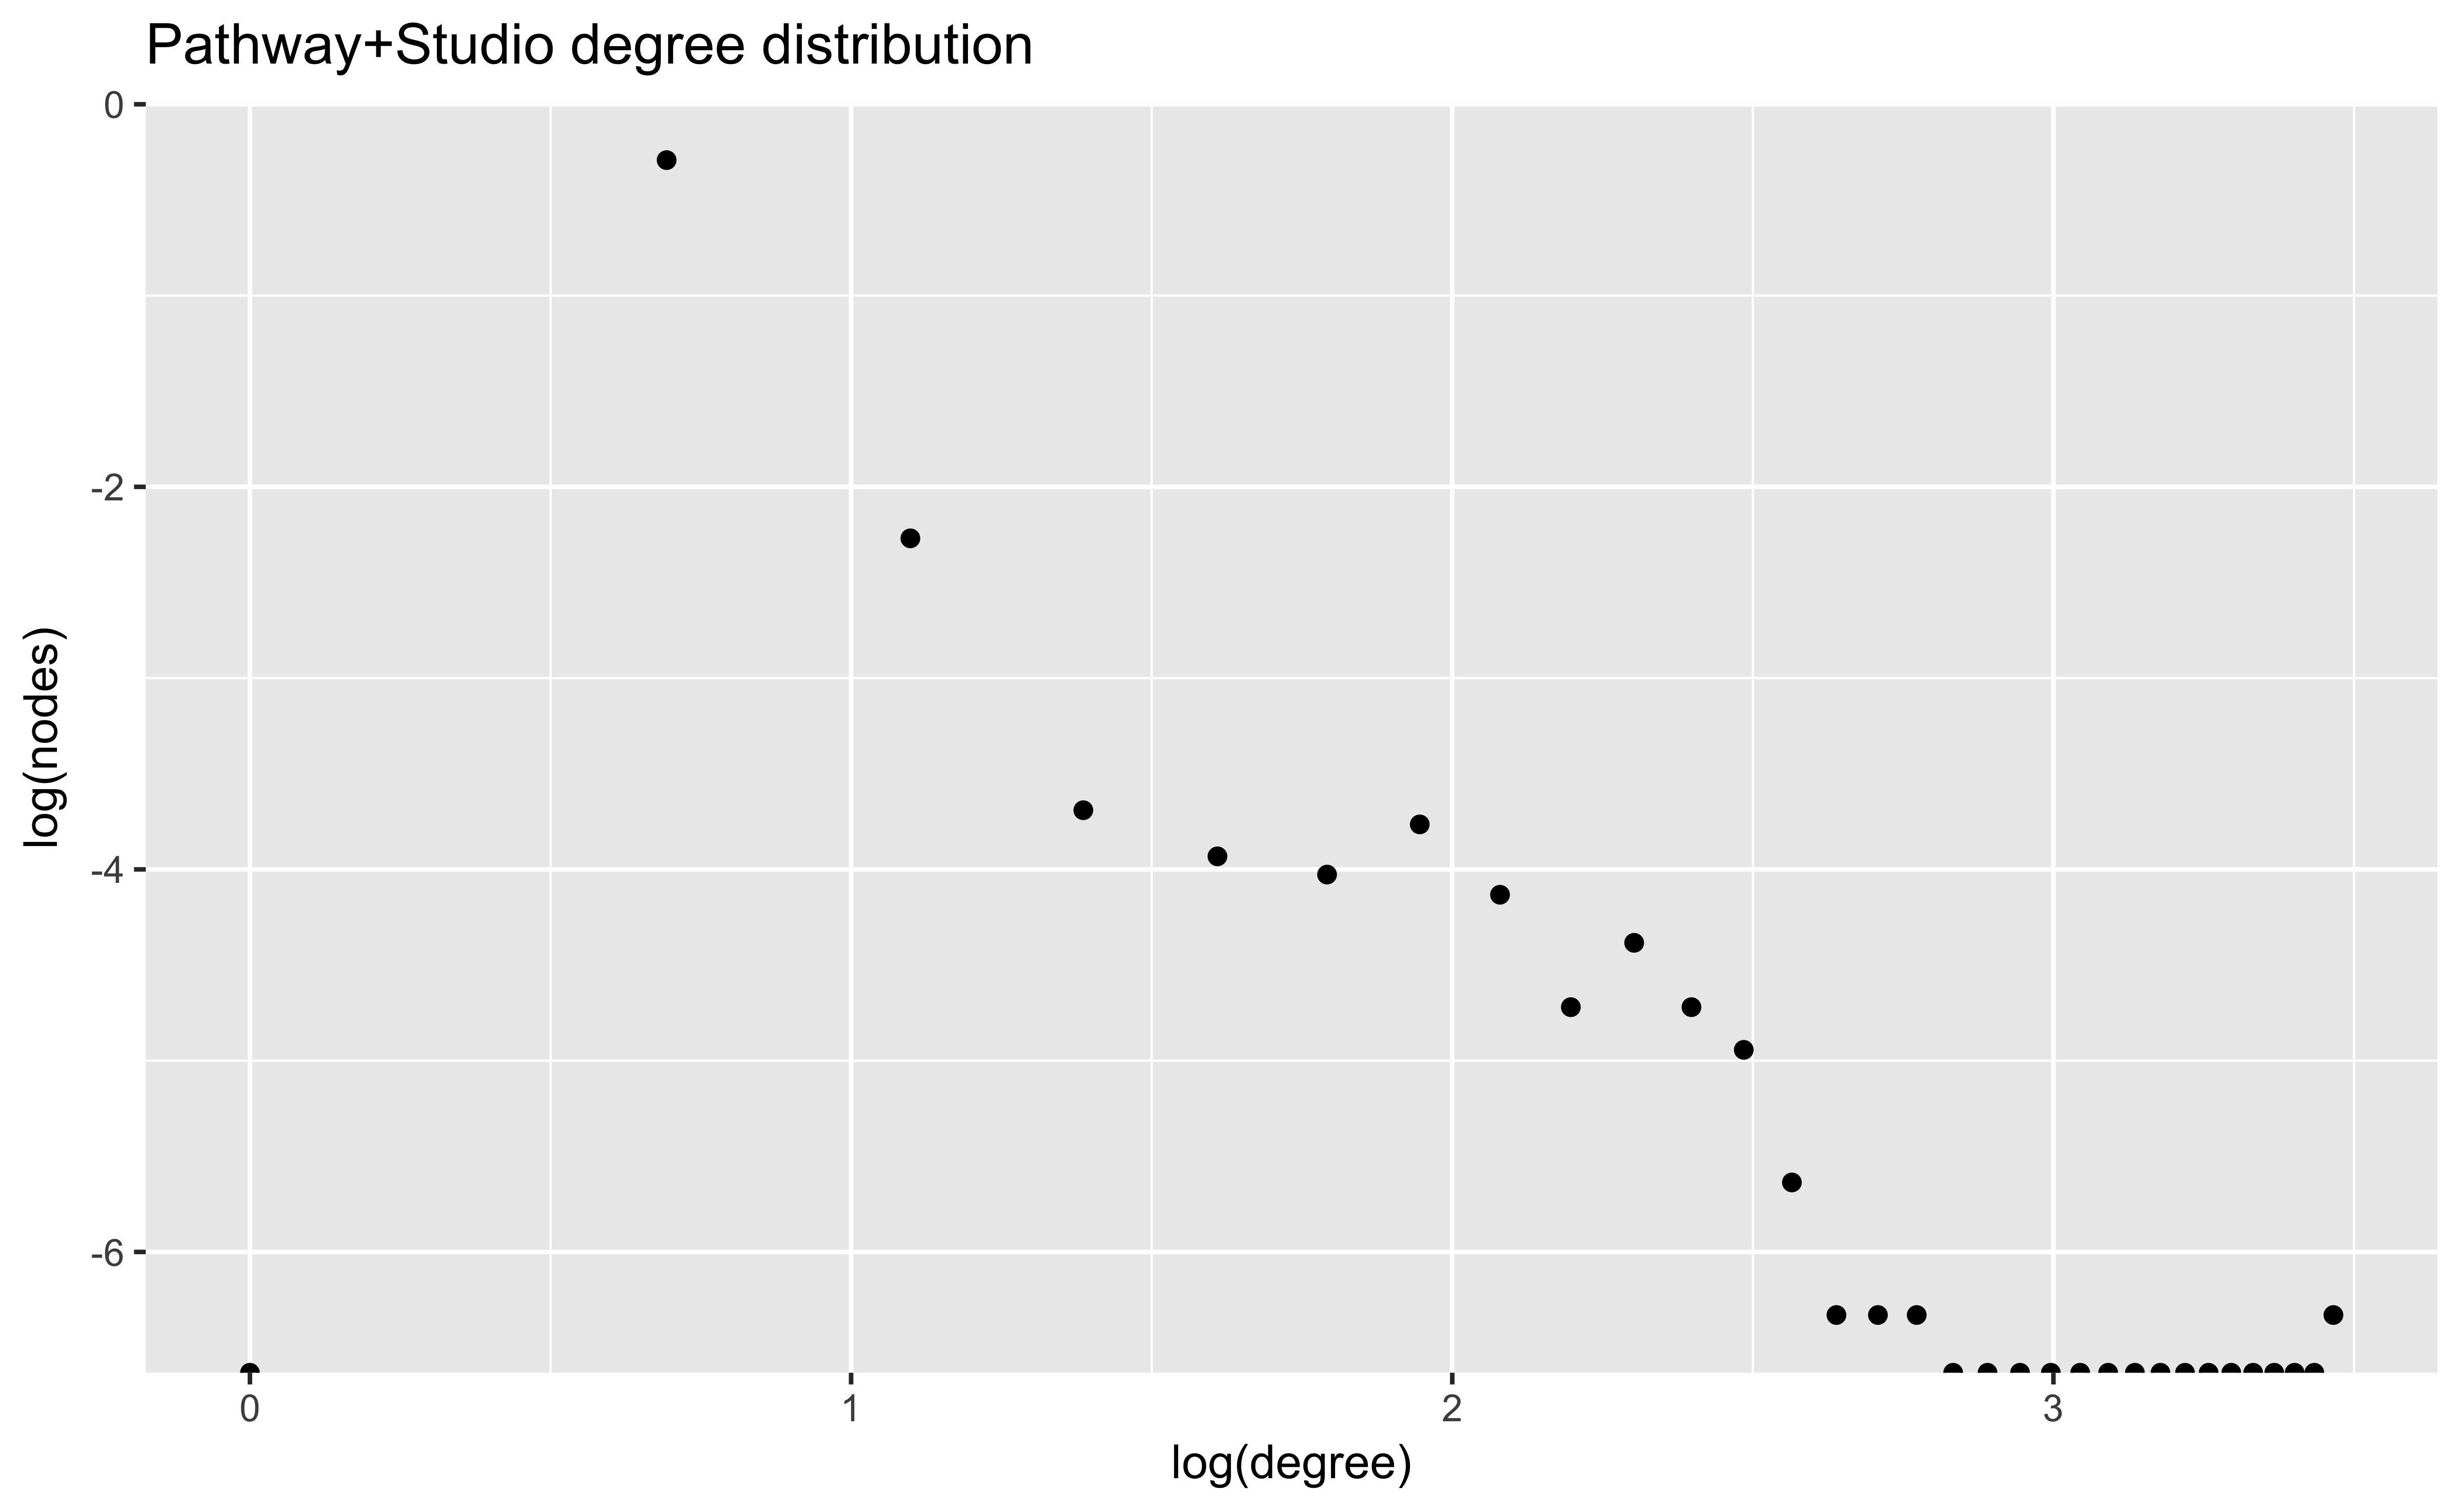 Pathway+Studio degree distribution
0
-2
-4
-6
log(nodes)
0 1 2 3
log(degree)